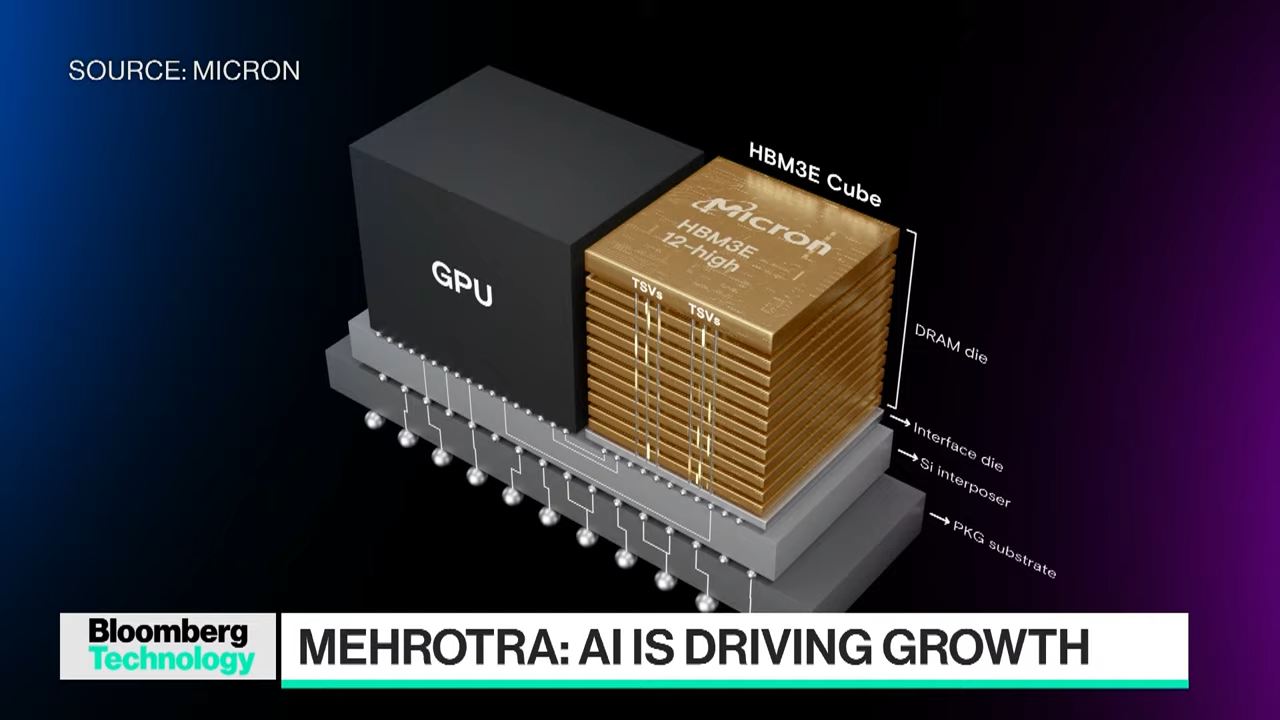 SOURCE: MICRON
HBM3E Cube
Micron
HBM3E
12-high
GPU
TSVs
TSVs
DRAM die
Interface die
Si interposer
PKG substrate
Bloomberg
Technology
MEHROTRA: AI IS DRIVING GROWTH